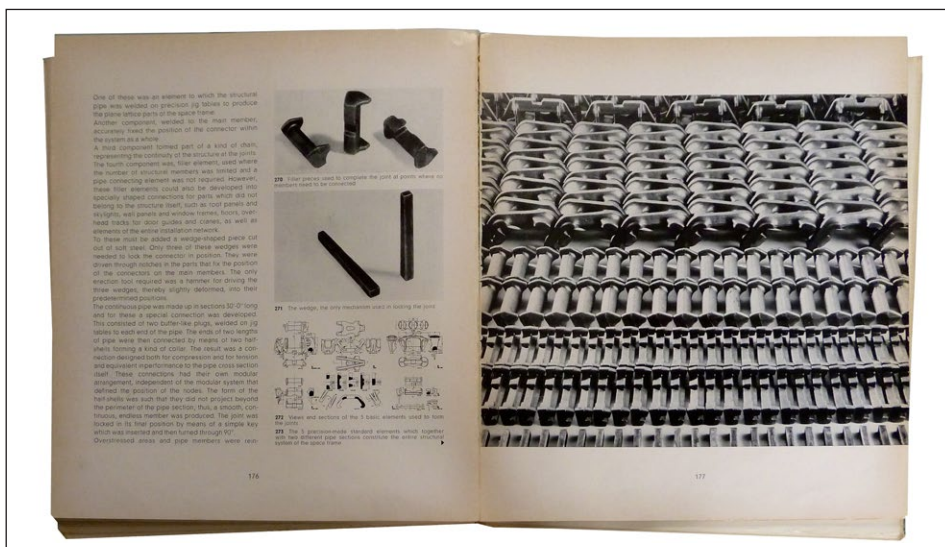 One of these was an element to which the structural
pipe was welded on precision jig tables to produce
the plane lattice parts of the space frame.
Another component, welded to the main member,
accurately fixed the position of the connector within
the system as a whole.
A third component formed part of a kind of chain,
representing the continuity of the structure at the joints.
The fourth component was, filler element, used where
the number of structural members was limited and a
pipe connecting element was not required. However,
these filler elements could also be developed into
specially shaped connections for parts which did not
belong to the structure itself, such as roof panels and
skylights, wall panels and window frames, floors, over-
head tracks for door guides and cranes, as well as
elements of the entire installation network.
To these must be added a wedge-shaped piece cut
out of soft steel. Only three of these wedges were
needed to lock the connector in position. They were
driven through notches in the parts that fix the position
of the connectors on the main members. The only
erection tool required was a hammer for driving the
three wedges, thereby slightly deformed, into their
predetermined positions.
The continuous pipe was made up in sections 50'-0" long
and for these a special connection was developed.
This consisted of two butter-like plugs, welded on jig
tables to each end of the pipe. The ends of two lengths
of pipe were then connected by means of two half-
shells forming a kind of collar. The result was a con-
nection designed both for compression and for tension
and equivalent in performance to the pipe cross section
itself. These connections had their own modular
arrangement, independent of the modular system that
defined the position of the nodes. The form of the
half-shells was such that they did not project beyond
the perimeter of the pipe section, thus, a smooth, con-
tinuous, endless member was produced. The joint was
locked in its final position by means of a simple key
which was inserted and then turned through 90°.
Overstressed areas and pipe members were rein-
270 Filler pieces used to complete the joint at points where no
members need to be connected
271 The wedge, the only mechanism used in locking the joint
272 Views and sections of the 5 basic elements used to form
the joints
273 The 5 precision-made standard elements which together
with two different pipe sections constitute the entire structural
system of the space frame
176
177